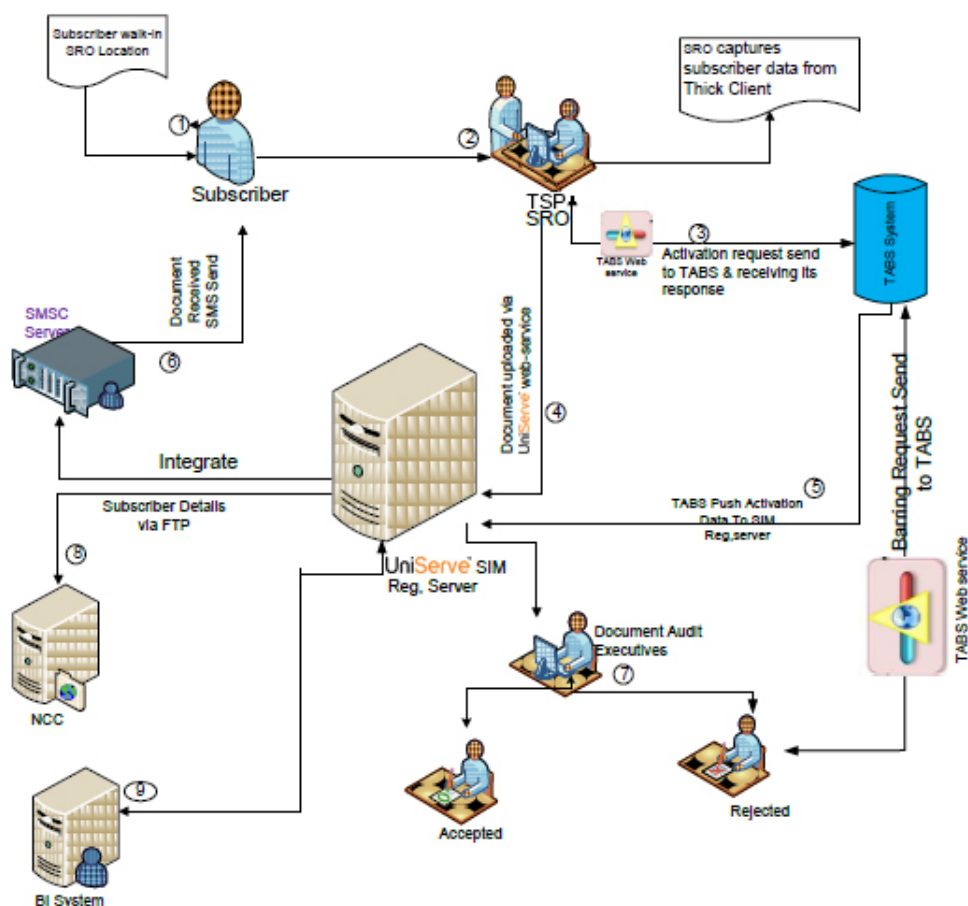 Subscriber walk-in
SRO Location
SRO captures
subscriber data from
Thick Client
①
②
Subscriber
TSP
SRO
③
TABS Web
service
Activation request send
to TABS & receiving Its
response
TABS System
Document
Received
SMS Send
SMSC
Server
⑥
Document uploaded via
UniServe™ web-service
④
Barring Request Send
to TABS
Integrate
Subscriber Details
via FTP
⑤
TABS Push Activation
Data To SIM
Reg,server
⑧
UniServe™ SIM
Reg, Server
TABS Web service
Document Audit
Executives
⑦
NCC
⑨
Accepted
Rejected
BI System